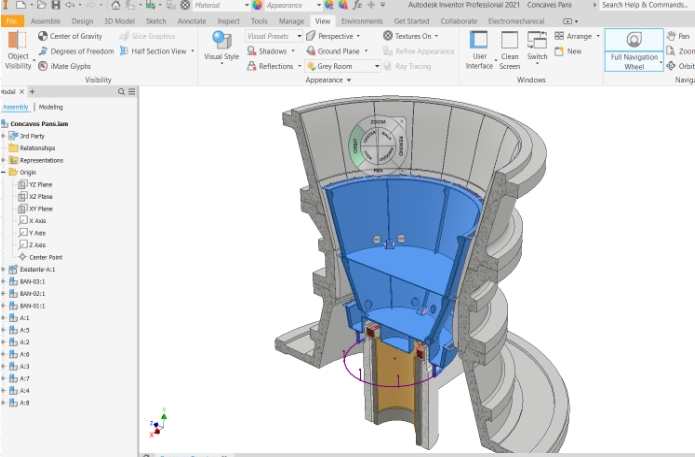 Material
Appearance
Autodesk Inventor Professional 2021 Concaves Pans
Search Help & Commands...
File Assemble Design 3D Model Sketch Annotate Inspect Tools Manage View Environments Get Started Collaborate Electromechanical
Object Visibility
Center of Gravity
Degrees of Freedom
iMate Glyphs
Slice Graphics
Half Section View
Visibility
Visual Style
Visual Presets
Shadows
Reflections
Perspective
Ground Plane
Grey Room
Textures On
Refine Appearance
Ray Tracing
Appearance
User Interface
Clean Screen
Switch
Arrange
New
Windows
Full Navigation Wheel
Pan
Orbit
Assembly Modeling
Concaves Pans.iam
3rd Party
Relationships
Representations
Origin
YZ Plane
XZ Plane
XY Plane
X Axis
Y Axis
Z Axis
Center Point
Existente-A:1
BAN-03:1
BAN-02:1
BAN-01:1
A:1
A:5
A:2
A:6
A:3
A:7
A:4
A:8
ZOOM
ORBIT
CENTER
WALK
REWIND
LOOK
UP/DOWN
PAN
Z
Y
X